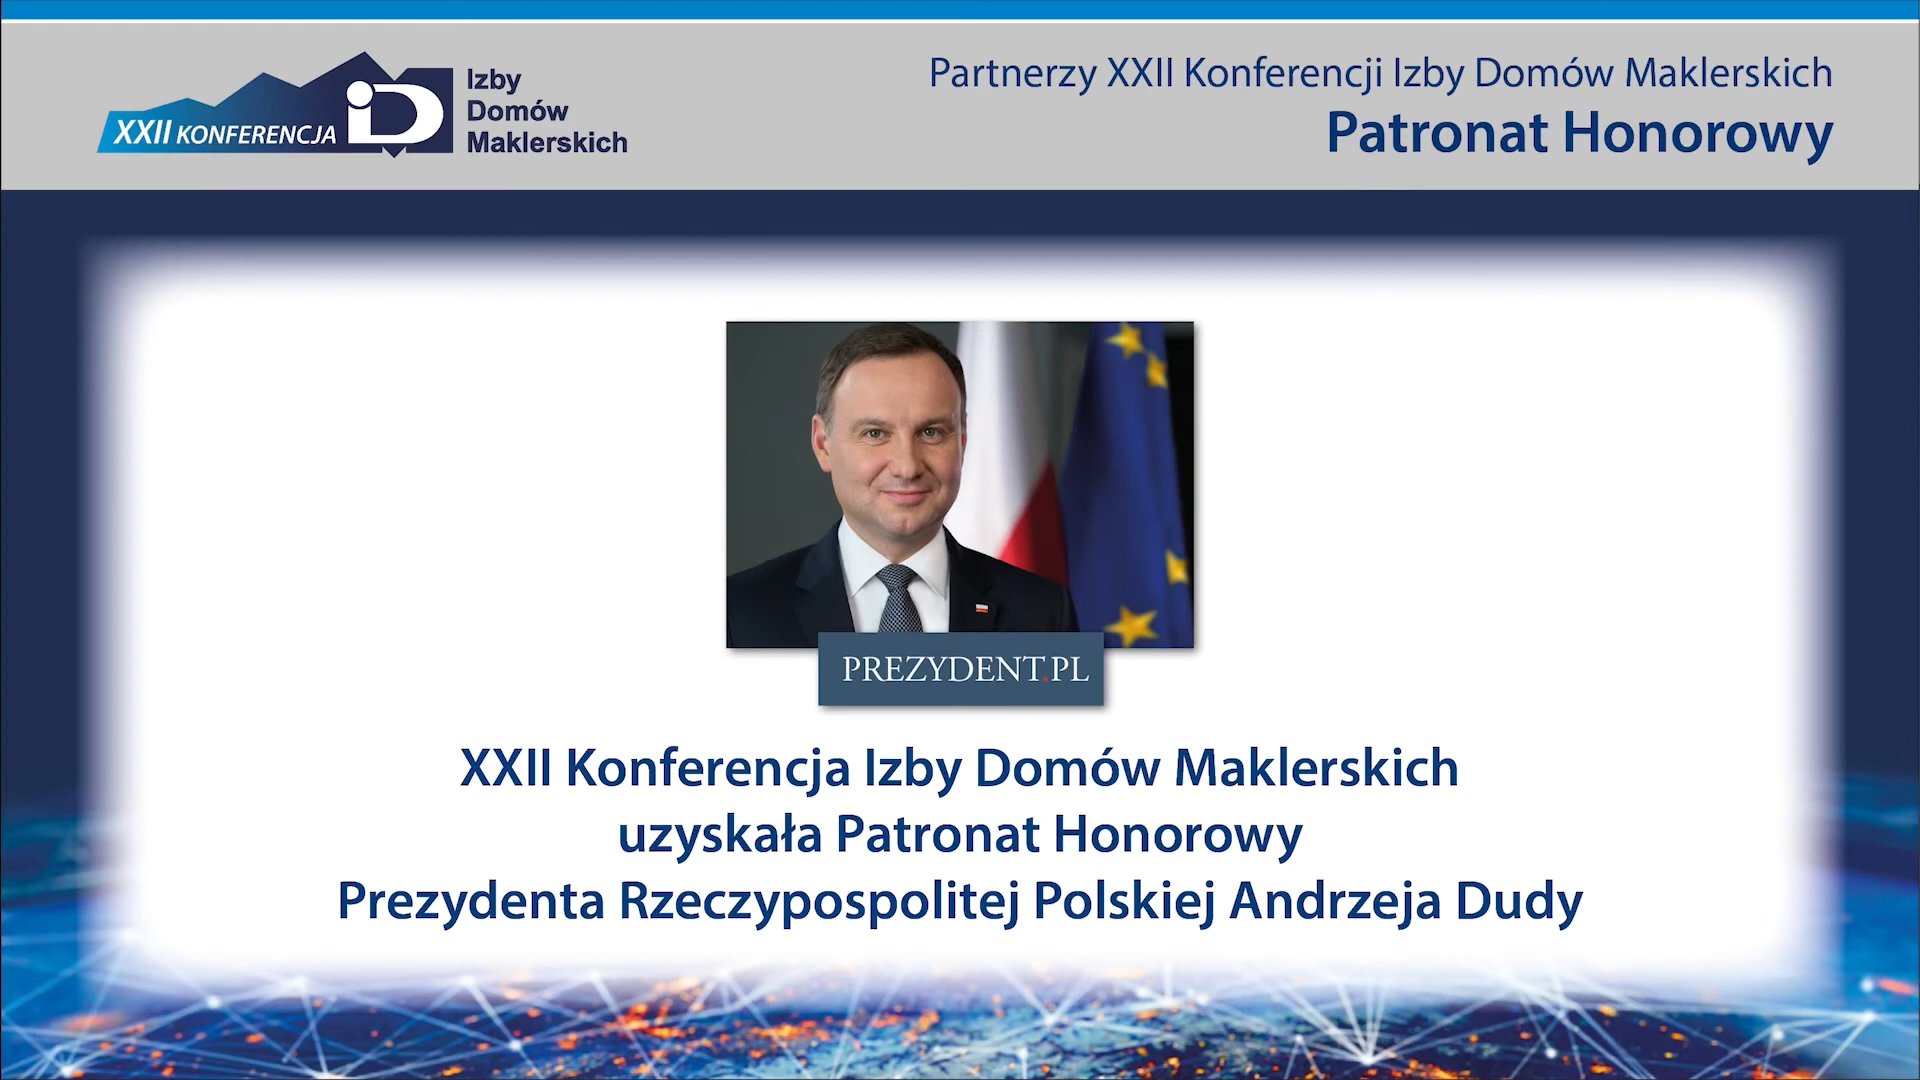 XXII KONFERENCJA
Izby
Domów
Maklerskich
Partnerzy XXII Konferencji Izby Domów Maklerskich
Patronat Honorowy
PREZYDENT.PL
XXII Konferencja Izby Domów Maklerskich
uzyskała Patronat Honorowy
Prezydenta Rzeczypospolitej Polskiej Andrzeja Dudy